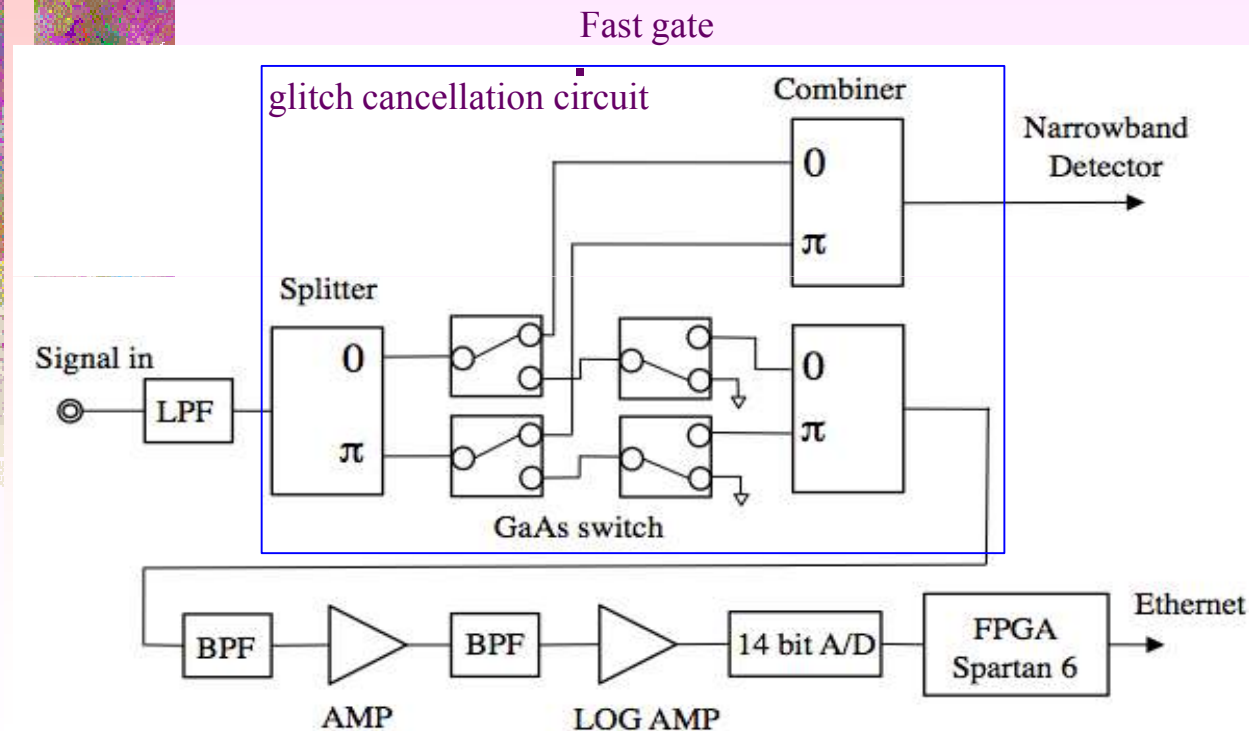 Fast gate
glitch cancellation circuit
Combiner
Narrowband
Detector
0
π
Splitter
Signal in
LPF
0
π
0
π
GaAs switch
BPF
AMP
BPF
LOG AMP
14 bit A/D
FPGA
Spartan 6
Ethernet